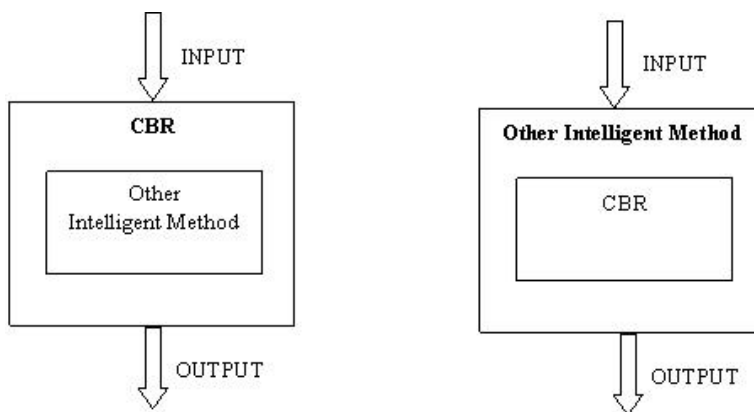 INPUT
CBR
Other
Intelligent Method
OUTPUT
INPUT
Other Intelligent Method
CBR
OUTPUT